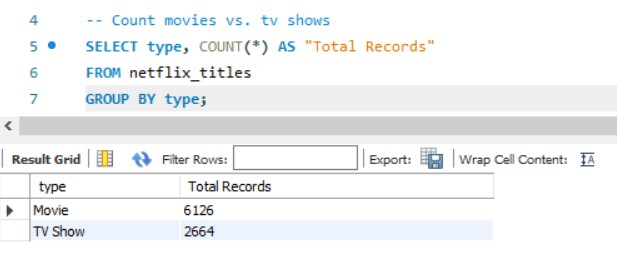 4 -- Count movies vs. tv shows
5 SELECT type, COUNT(*) AS "Total Records"
6 FROM netflix_titles
7 GROUP BY type;
Result Grid Filter Rows: Export: Wrap Cell Content: IA
type Total Records
Movie 6126
TV Show 2664